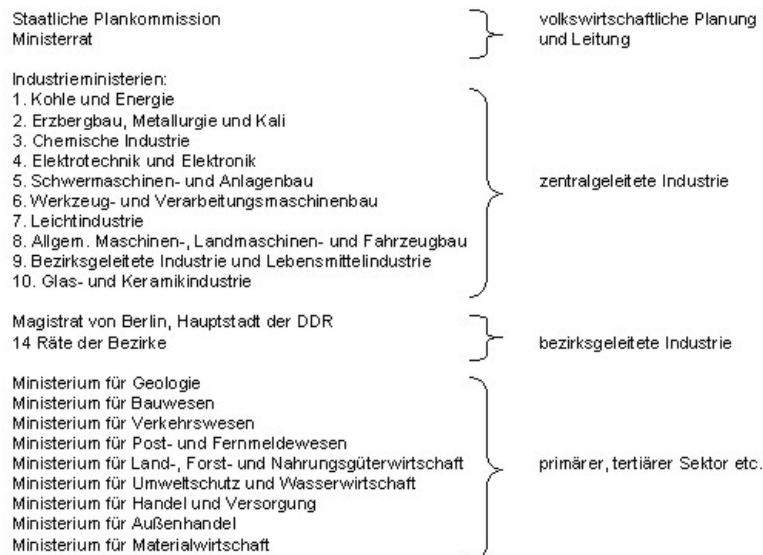 Staatliche Plankommission
Ministerrat
volkswirtschaftliche Planung
und Leitung
Industrieministerien:
1. Kohle und Energie
2. Erzbergbau, Metallurgie und Kali
3. Chemische Industrie
4. Elektrotechnik und Elektronik
5. Schwermaschinen- und Anlagenbau
6. Werkzeug- und Verarbeitungsmaschinenbau
7. Leichtindustrie
8. Allgem. Maschinen-, Landmaschinen- und Fahrzeugbau
9. Bezirksgeleitete Industrie und Lebensmittelindustrie
10. Glas- und Keramikindustrie
zentralgeleitete Industrie
Magistrat von Berlin, Hauptstadt der DDR
14 Räte der Bezirke
bezirksgeleitete Industrie
Ministerium für Geologie
Ministerium für Bauwesen
Ministerium für Verkehrswesen
Ministerium für Post- und Fernmeldewesen
Ministerium für Land-, Forst- und Nahrungsgüterwirtschaft
Ministerium für Umweltschutz und Wasserwirtschaft
Ministerium für Handel und Versorgung
Ministerium für Außenhandel
Ministerium für Materialwirtschaft
primärer, tertiärer Sektor etc.